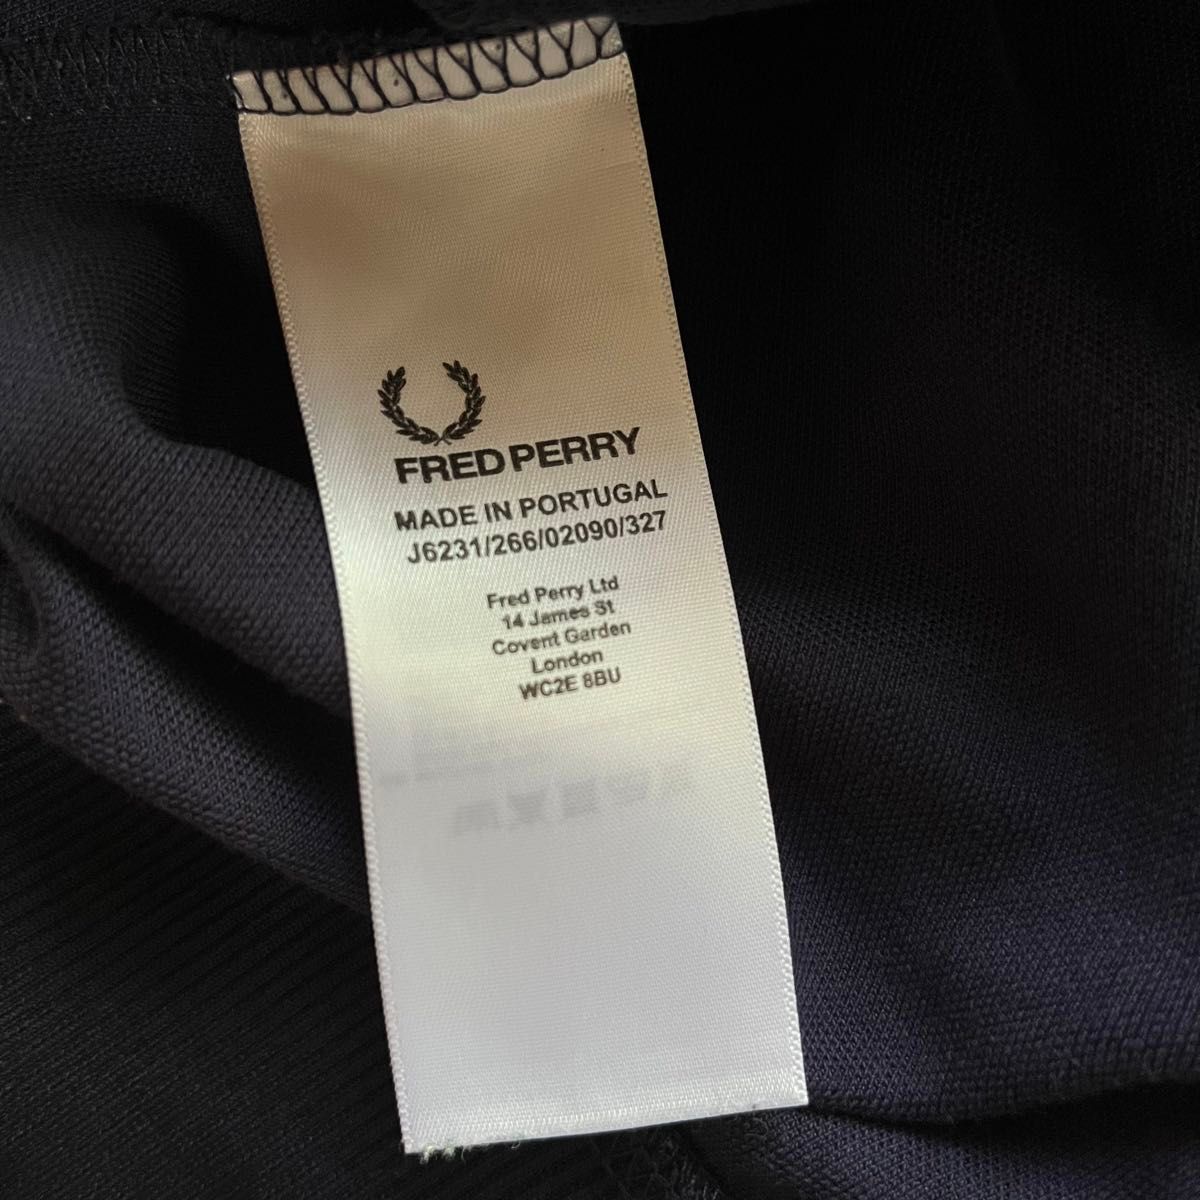 FRED PERRY
MADE IN PORTUGAL
J6231/266/02090/327
Fred Perry Ltd
14 James St
Covent Garden
London
WC2E 8BU